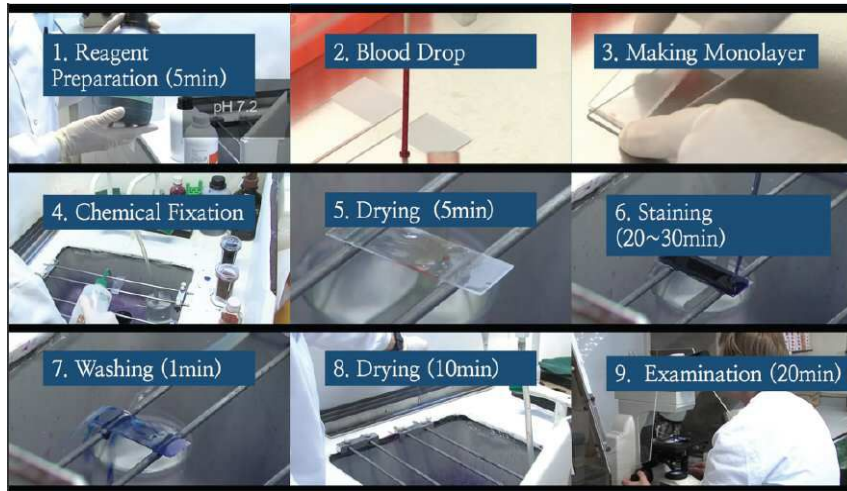 1. Reagent
Preparation (5min)
pH 7.2
2. Blood Drop
3. Making Monolayer
4. Chemical Fixation
5. Drying (5min)
6. Staining
(20~30min)
7. Washing (1min)
8. Drying (10min)
9. Examination (20min)